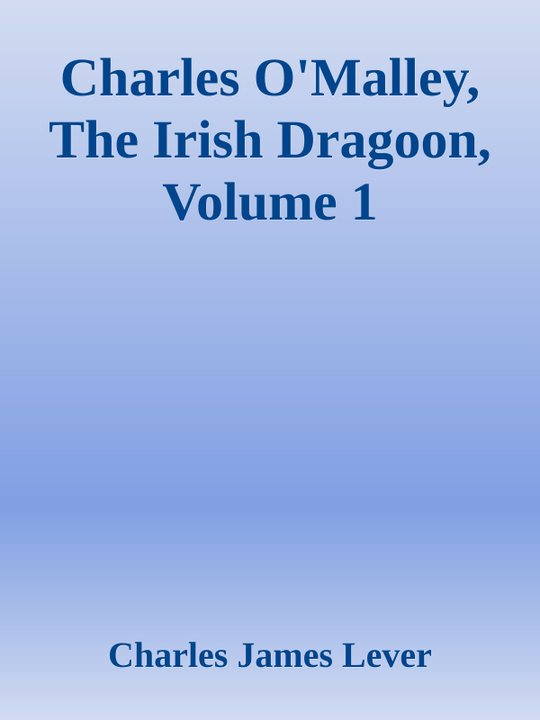 Charles O'Malley,
The Irish Dragoon,
Volume 1
Charles James Lever